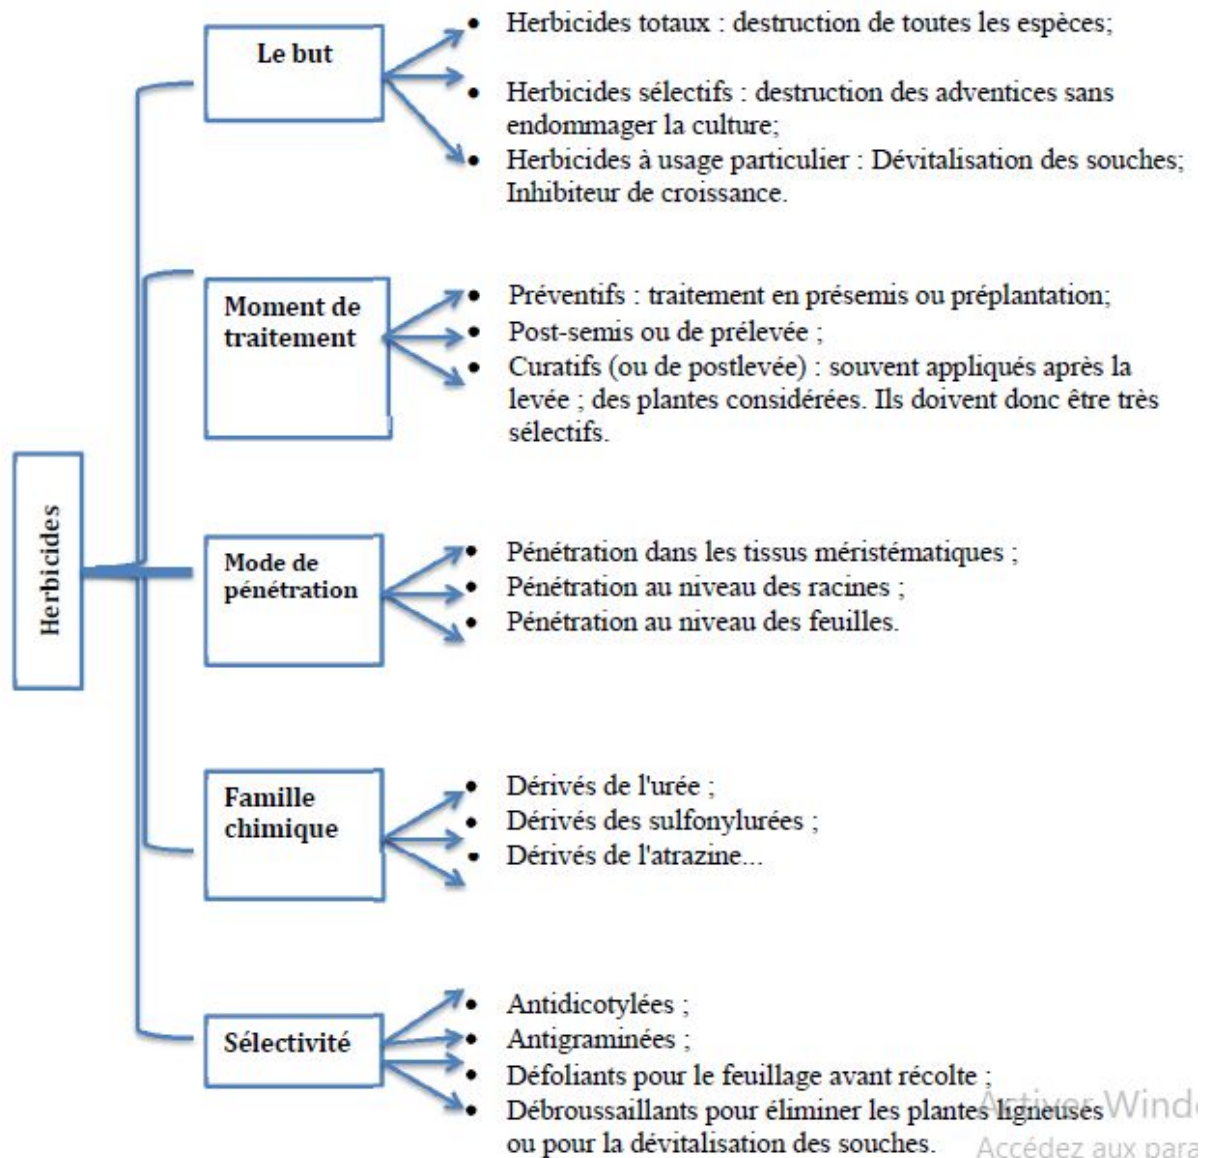 Herbicides
Le but
• Herbicides totaux : destruction de toutes les espèces;
• Herbicides sélectifs : destruction des adventices sans
endommager la culture;
• Herbicides à usage particulier : Dévitalisation des souches;
Inhibiteur de croissance.
Moment de
traitement
• Préventifs : traitement en présemis ou préplantation;
• Post-semis ou de prélevée ;
• Curatifs (ou de postlevée) : souvent appliqués après la
levée ; des plantes considérées. Ils doivent donc être très
sélectifs.
Mode de
pénétration
• Pénétration dans les tissus méristématiques ;
• Pénétration au niveau des racines ;
• Pénétration au niveau des feuilles.
Famille
chimique
• Dérivés de l'urée ;
• Dérivés des sulfonylurées ;
• Dérivés de l'atrazine...
Sélectivité
• Antidicotylées ;
• Antigraminées ;
• Défoliants pour le feuillage avant récolte ;
• Débroussaillants pour éliminer les plantes ligneuses
ou pour la dévitalisation des souches.
Activer Wind
Accédez aux para